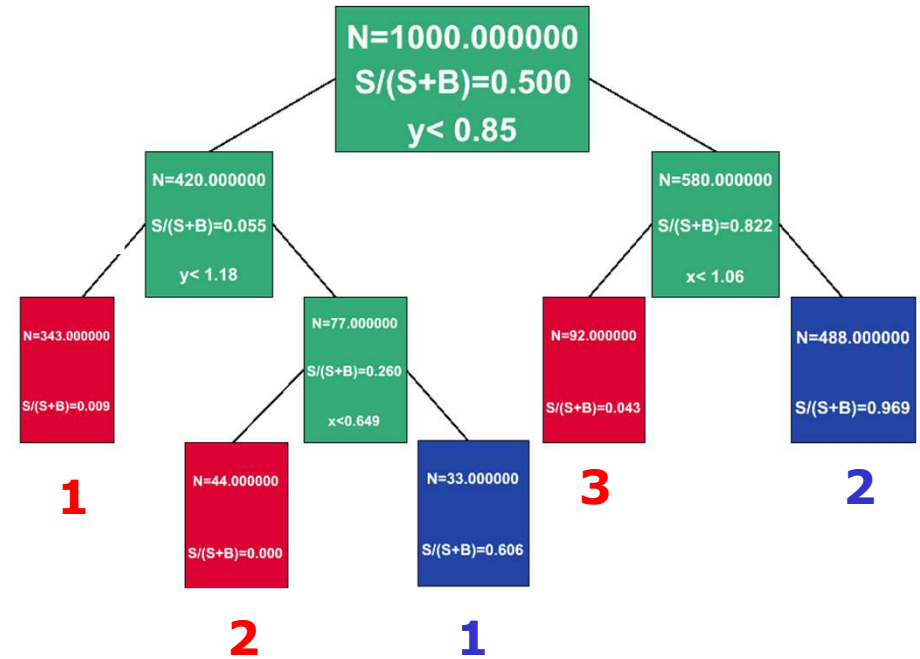 N=1000.000000
S/(S+B)=0.500
y< 0.85
N=420.000000
S/(S+B)=0.055
y< 1.18
N=580.000000
S/(S+B)=0.822
x< 1.06
N=343.000000
S/(S+B)=0.009
1
N=77.000000
S/(S+B)=0.260
x<0.649
N=92.000000
S/(S+B)=0.043
3
N=488.000000
S/(S+B)=0.969
2
N=44.000000
S/(S+B)=0.000
2
N=33.000000
S/(S+B)=0.606
1